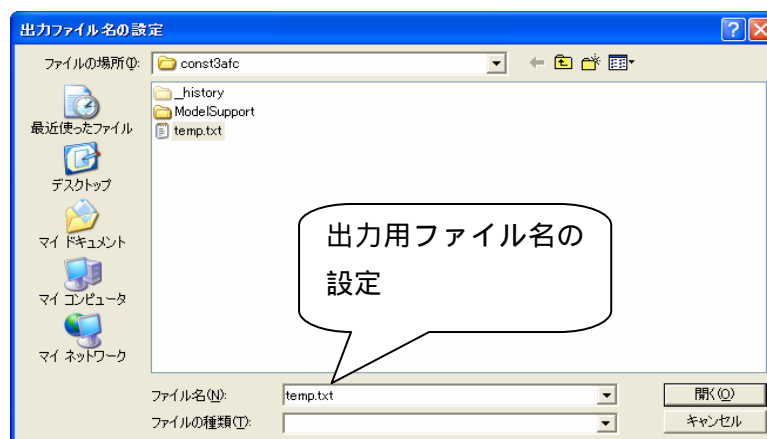 出力ファイル名の設定
ファイルの場所(I):
const3afc
_history
ModelSupport
temp.txt
最近使ったファイル
デスクトップ
マイ ドキュメント
マイ コンピュータ
マイ ネットワーク
出力用ファイル名の
設定
ファイル名(N):
temp.txt
開く(O)
ファイルの種類(T):
キャンセル